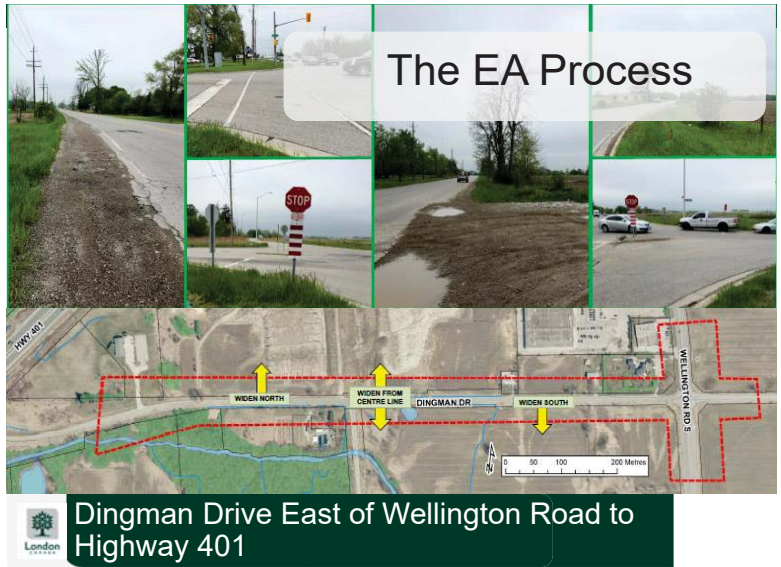 The EA Process
STOP
STOP
HWY 401
WIDEN NORTH
WIDEN FROM
CENTRE LINE
DINGMAN DR
WIDEN SOUTH
WELLINGTON RD S
N
0 50 100 200 Metres
Dingman Drive East of Wellington Road to
Highway 401
London
CANADA